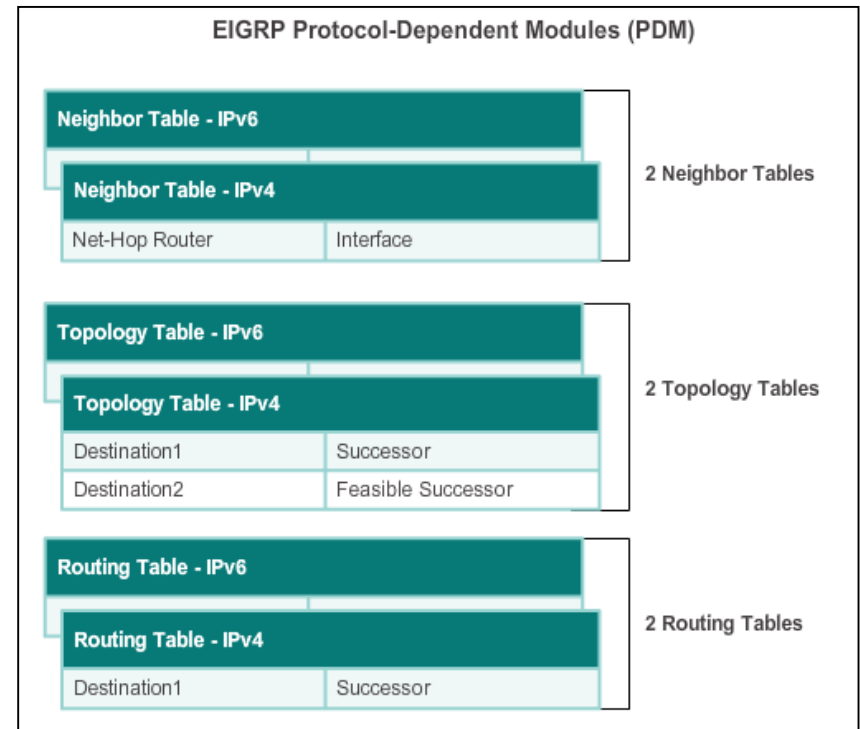 EIGRP Protocol-Dependent Modules (PDM)
Neighbor Table - IPv6
Neighbor Table - IPv4
Net-Hop Router
Interface
2 Neighbor Tables
Topology Table - IPv6
Topology Table - IPv4
Destination1
Successor
Destination2
Feasible Successor
2 Topology Tables
Routing Table - IPv6
Routing Table - IPv4
Destination1
Successor
2 Routing Tables